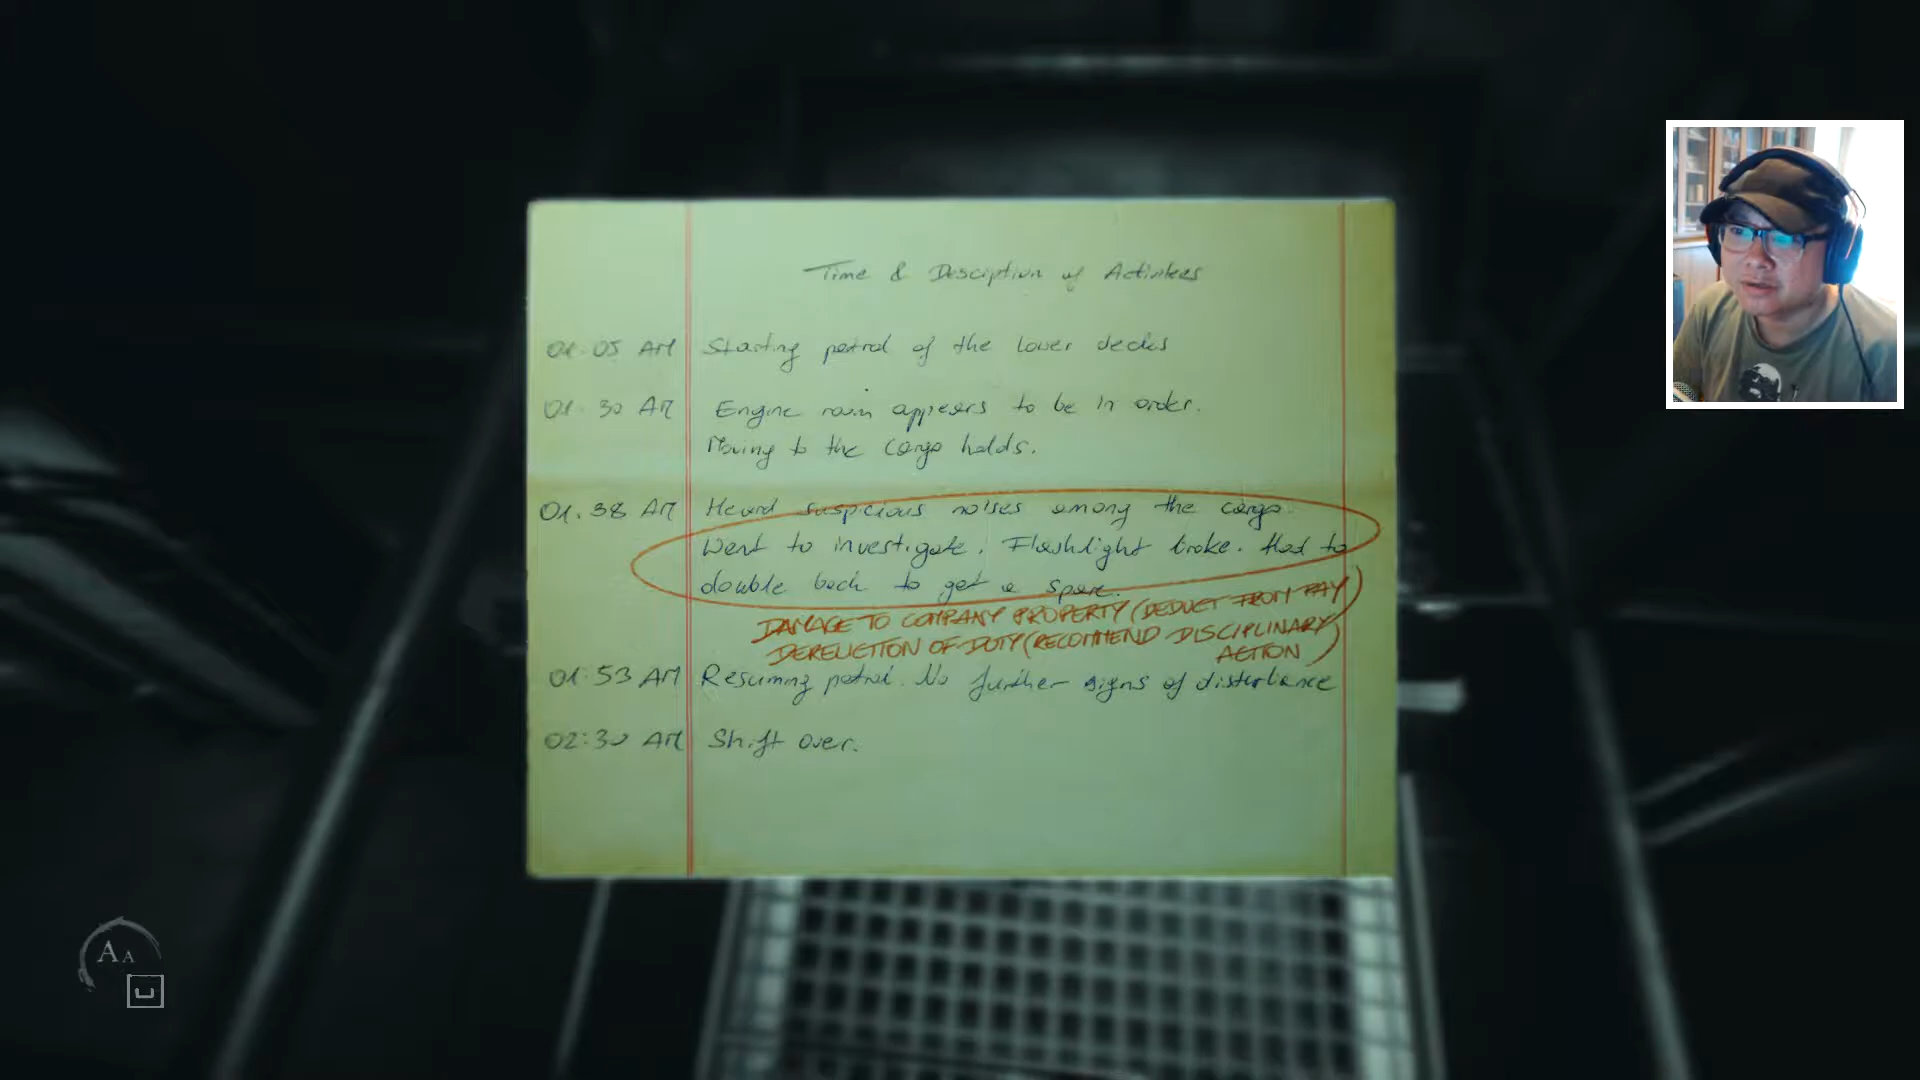 Time & Description of Activities
01:05 AM Starting patrol of the lower decks
01:30 AM Engine room appears to be in order.
Moving to the cargo holds.
01:38 AM Heard suspicious noises among the cargo.
Went to investigate. Flashlight broke. Had to
double back to get a spare.
DAMAGE TO COMPANY PROPERTY (DEDUCT FROM PAY)
DERELICTION OF DUTY (RECOMMEND DISCIPLINARY
ACTION)
01:53 AM Resuming patrol. No further signs of disturbance
02:30 AM Shift over.
AA